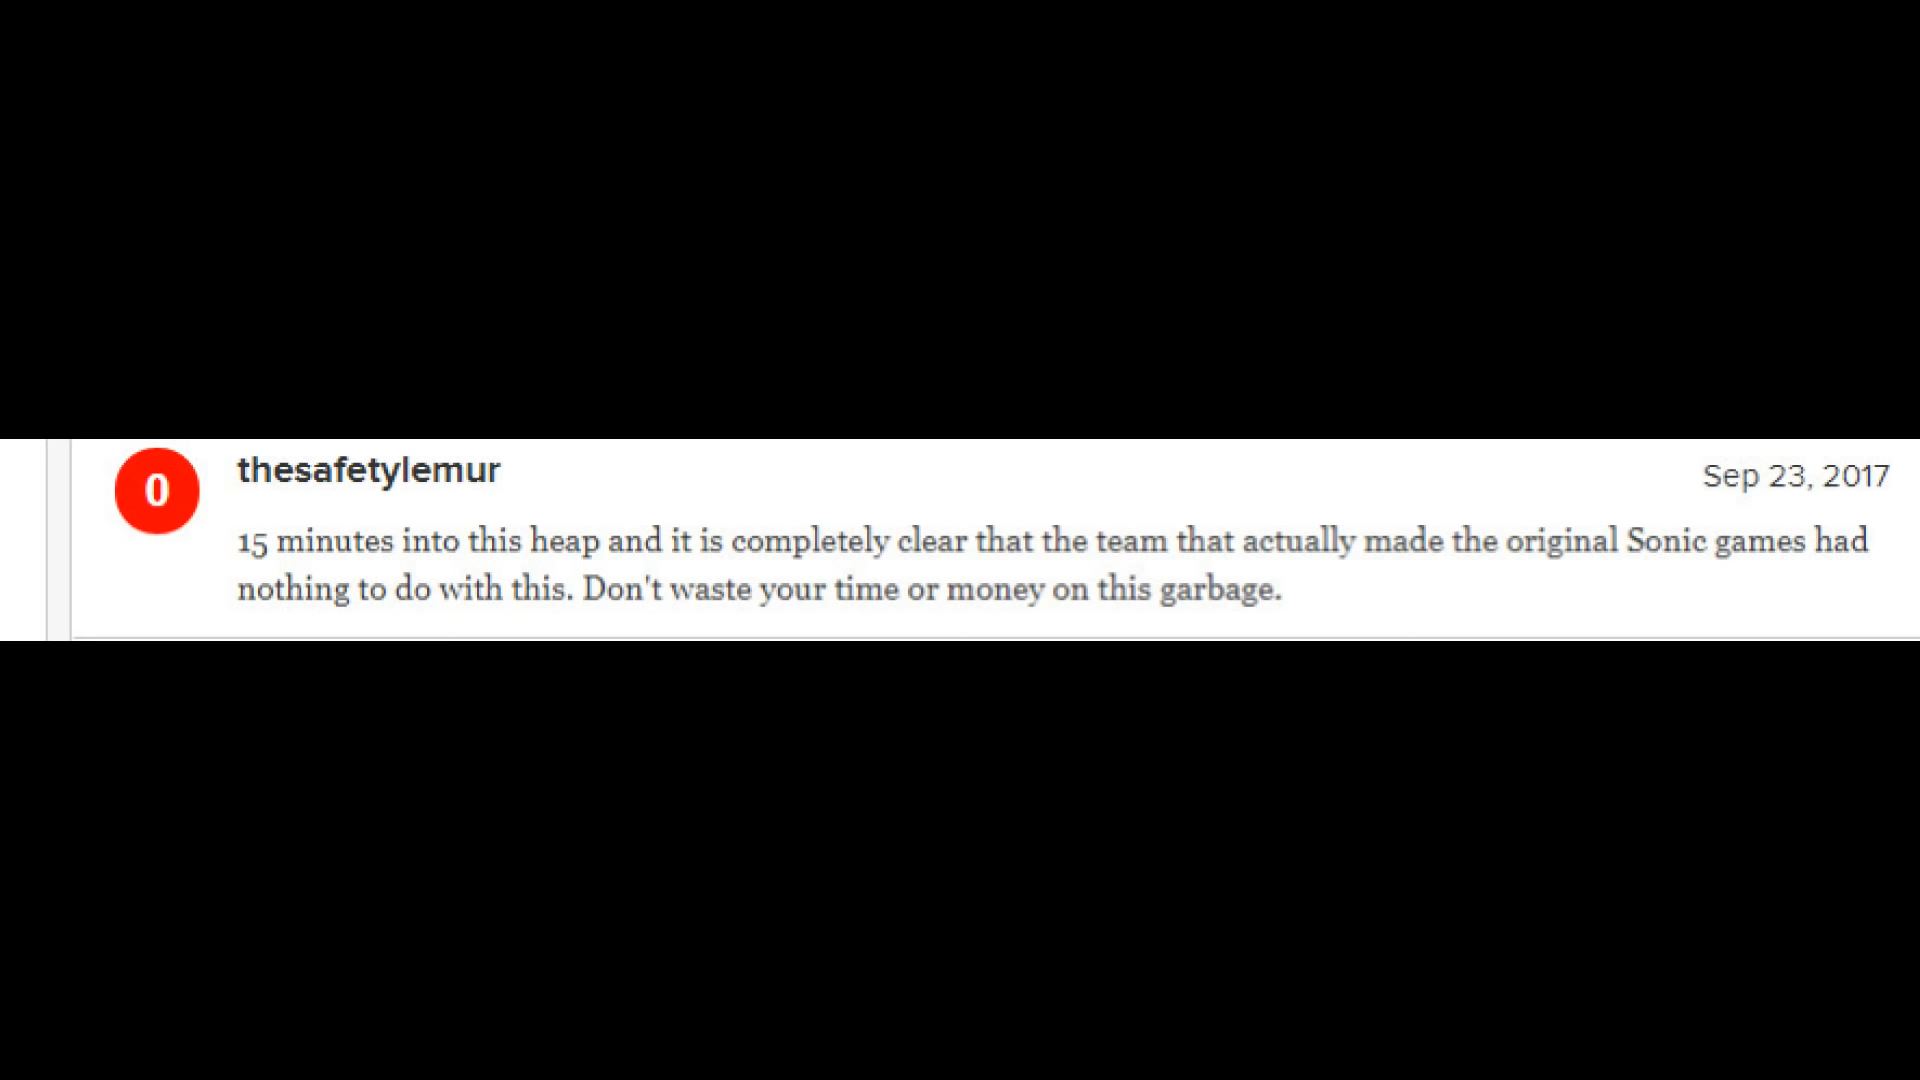 0
thesafetylemur
Sep 23, 2017
15 minutes into this heap and it is completely clear that the team that actually made the original Sonic games had
nothing to do with this. Don't waste your time or money on this garbage.